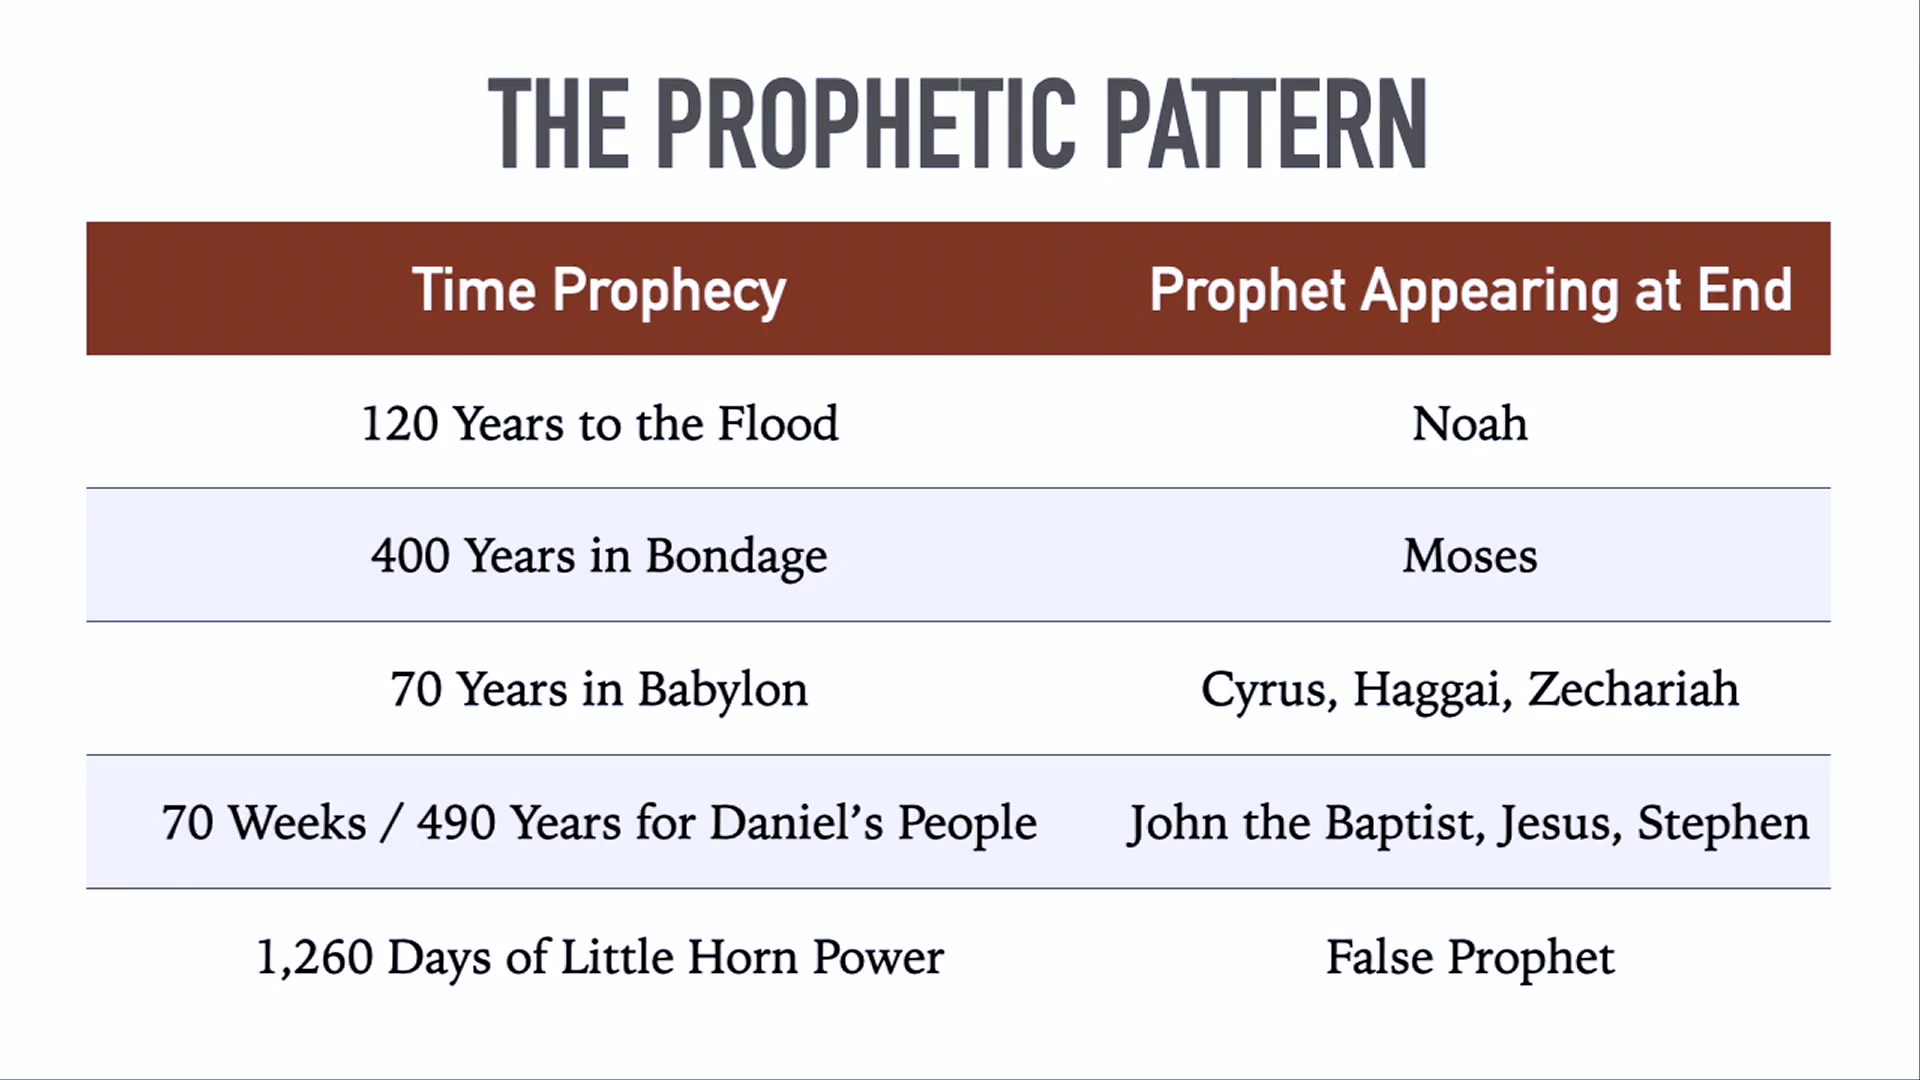 THE PROPHETIC PATTERN
Time Prophecy Prophet Appearing at End
120 Years to the Flood Noah
400 Years in Bondage Moses
70 Years in Babylon Cyrus, Haggai, Zechariah
70 Weeks / 490 Years for Daniel’s People John the Baptist, Jesus, Stephen
1,260 Days of Little Horn Power False Prophet